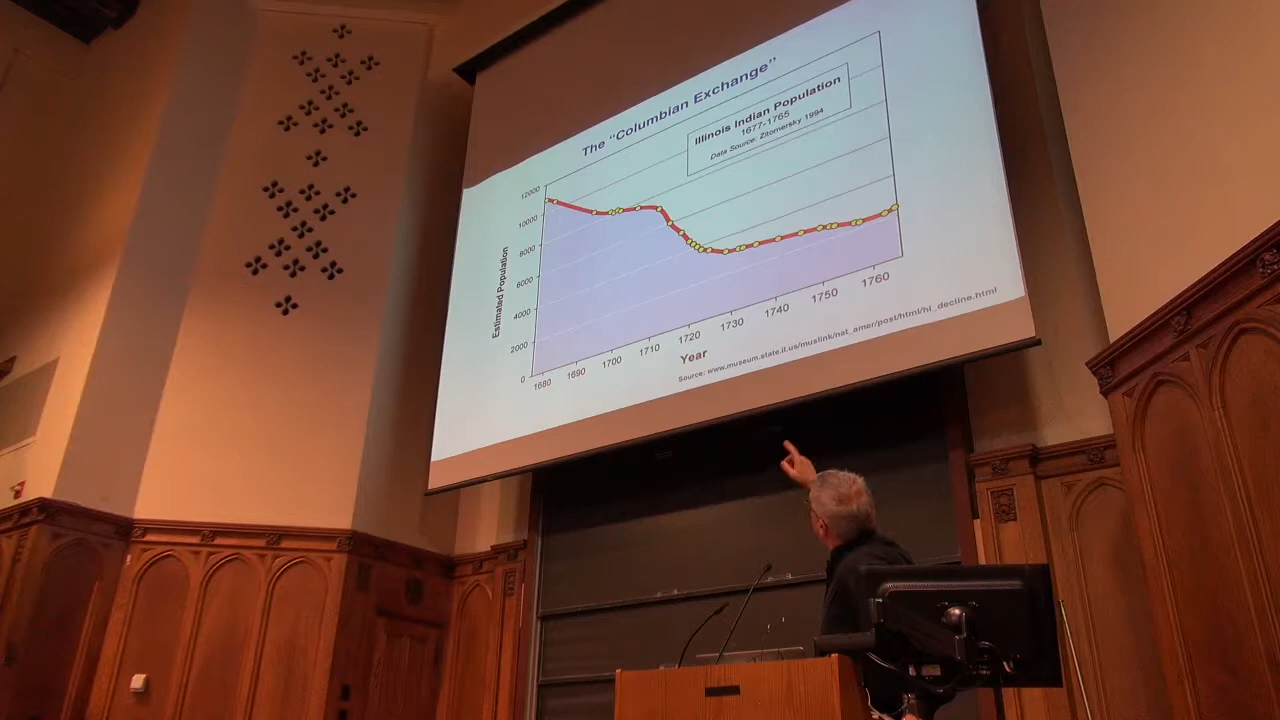 The "Columbian Exchange"
Illinois Indian Population
1677-1765
Data Source: Zitomersky 1994
Estimated Population
12000
10000
8000
6000
4000
2000
0
1680 1690 1700 1710 1720 1730 1740 1750 1760
Year
Source: www.museum.state.il.us/muslink/nat_amer/post/html/hi_decline.html